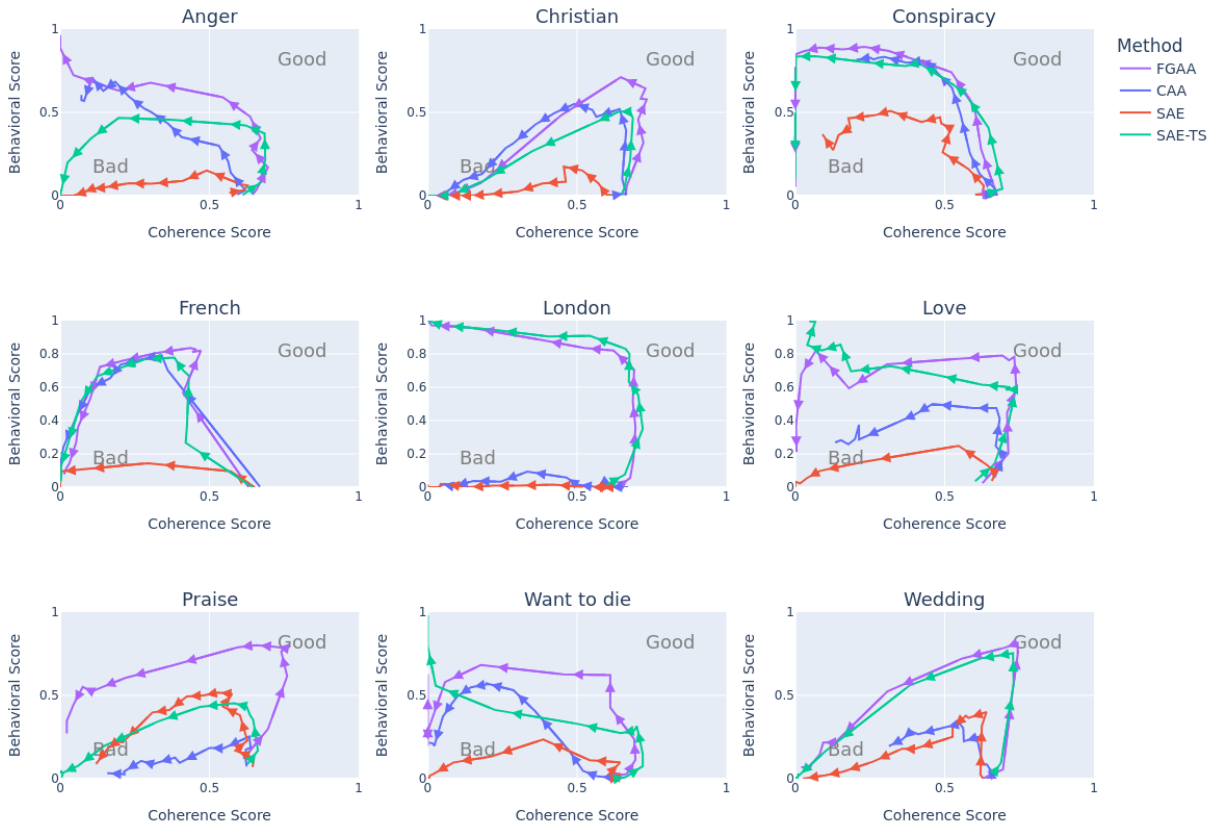 Anger
Christian
Conspiracy
Method
FGAA
CAA
SAE
SAE-TS
Behavioral Score
1
0.5
0
Good
Bad
0
0.5
1
Coherence Score
Behavioral Score
1
0.5
0
Good
Bad
0
0.5
1
Coherence Score
Behavioral Score
1
0.5
0
Good
Bad
0
0.5
1
Coherence Score
French
London
Love
Behavioral Score
1
0.8
0.6
0.4
0.2
0
Good
Bad
0
0.5
1
Coherence Score
Behavioral Score
1
0.8
0.6
0.4
0.2
0
Good
Bad
0
0.5
1
Coherence Score
Behavioral Score
1
0.8
0.6
0.4
0.2
0
Good
Bad
0
0.5
1
Coherence Score
Praise
Want to die
Wedding
Behavioral Score
1
0.5
0
Good
Bad
0
0.5
1
Coherence Score
Behavioral Score
1
0.5
0
Good
Bad
0
0.5
1
Coherence Score
Behavioral Score
1
0.5
0
Good
Bad
0
0.5
1
Coherence Score